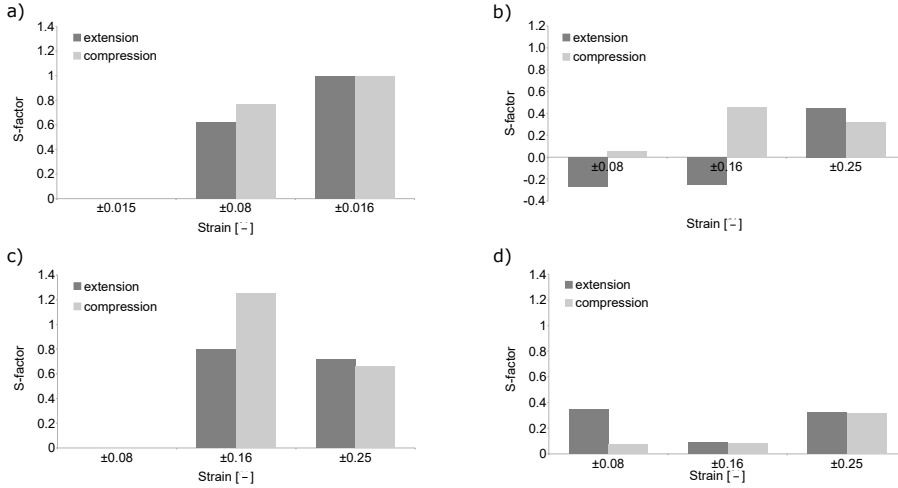 a)
1.4
1.2
1
0.8
0.6
0.4
0.2
0
S-factor
extension
compression
±0.015 ±0.08 ±0.016
Strain [-]
b)
1.2
1.0
0.8
0.6
0.4
0.2
0.0
-0.2
-0.4
S-factor
extension
compression
±0.08 ±0.16 ±0.25
Strain [-]
c)
1.4
1.2
1
0.8
0.6
0.4
0.2
0
S-factor
extension
compression
±0.08 ±0.16 ±0.25
Strain [-]
d)
1.4
1.2
1
0.8
0.6
0.4
0.2
0
S-factor
extension
compression
±0.08 ±0.16 ±0.25
Strain [-]